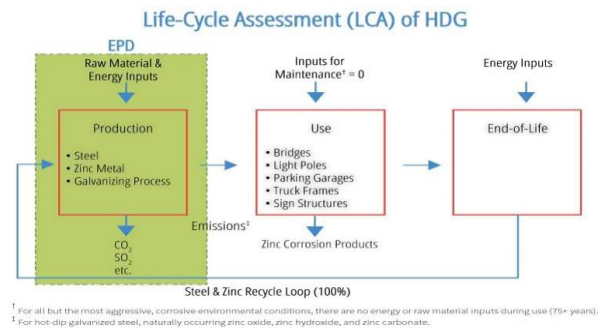 Life-Cycle Assessment (LCA) of HDG
EPD
Raw Material &
Energy Inputs
Inputs for
Maintenance† = 0
Energy Inputs
Production
• Steel
• Zinc Metal
• Galvanizing Process
Use
• Bridges
• Light Poles
• Parking Garages
• Truck Frames
• Sign Structures
End-of-Life
Emissions‡
CO₂
SO₂
etc.
Zinc Corrosion Products
Steel & Zinc Recycle Loop (100%)
† For all but the most aggressive, corrosive environmental conditions, there are no energy or raw material inputs during use (75+ years).
‡ For hot-dip galvanized steel, naturally occurring zinc oxide, zinc hydroxide, and zinc carbonate.